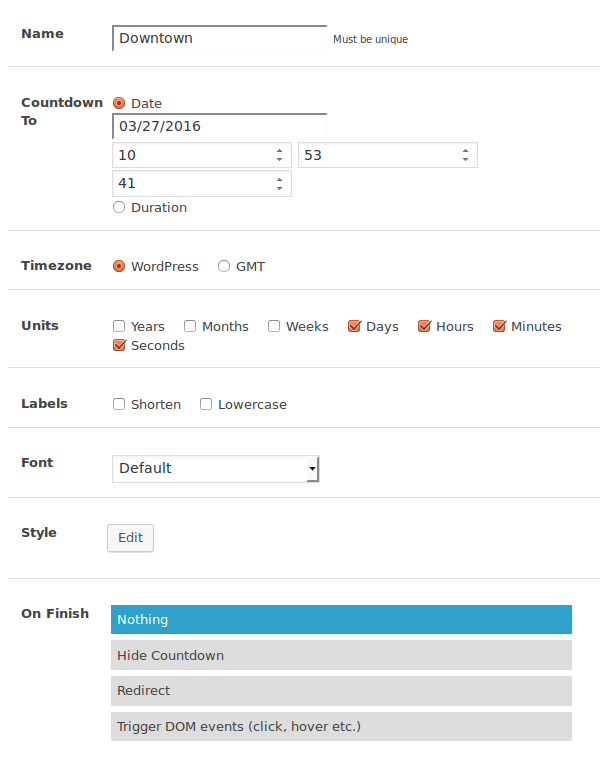 Name Downtown Must be unique
Countdown To Date
03/27/2016
10 53
41
Duration
Timezone WordPress GMT
Units Years Months Weeks Days Hours Minutes
Seconds
Labels Shorten Lowercase
Font Default
Style Edit
On Finish Nothing
Hide Countdown
Redirect
Trigger DOM events (click, hover etc.)